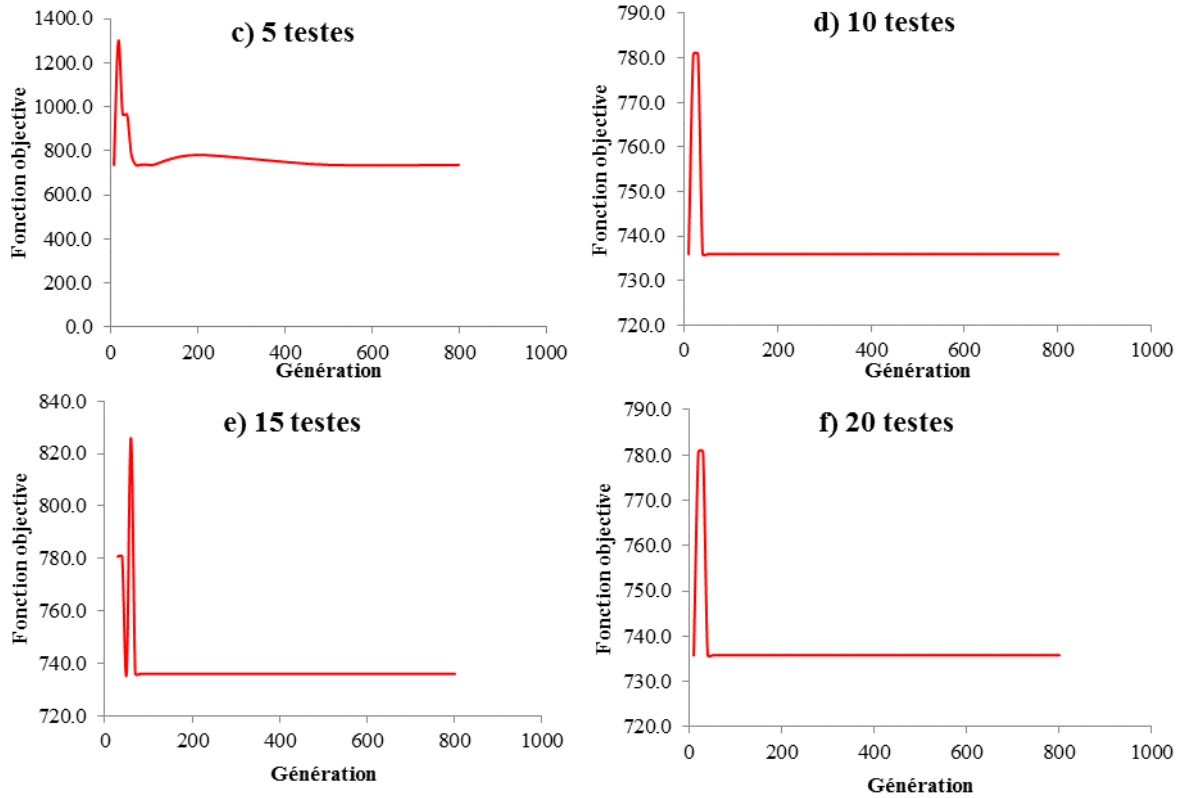 c) 5 testes
Fonction objective
1400.0
1200.0
1000.0
800.0
600.0
400.0
200.0
0.0
0 200 400 600 800 1000
Génération
d) 10 testes
Fonction objective
790.0
780.0
770.0
760.0
750.0
740.0
730.0
720.0
0 200 400 600 800 1000
Génération
e) 15 testes
Fonction objective
840.0
820.0
800.0
780.0
760.0
740.0
720.0
0 200 400 600 800 1000
Génération
f) 20 testes
Fonction objective
790.0
780.0
770.0
760.0
750.0
740.0
730.0
720.0
0 200 400 600 800 1000
Génération